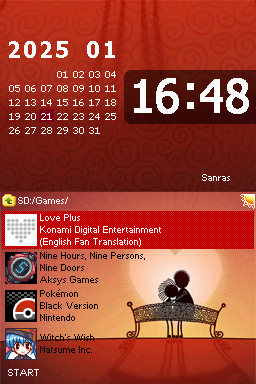 2025 01
01 02 03 04
05 06 07 08 09 10 11
12 13 14 15 16 17 18
19 20 21 22 23 24 25
26 27 28 29 30 31
16:48
Sanras
SD:/Games/
Love Plus
Konami Digital Entertainment
(English Fan Translation)
Nine Hours, Nine Persons,
Nine Doors
Aksys Games
Pokémon
Black Version
Nintendo
Witch's Wish
Natsume Inc.
START